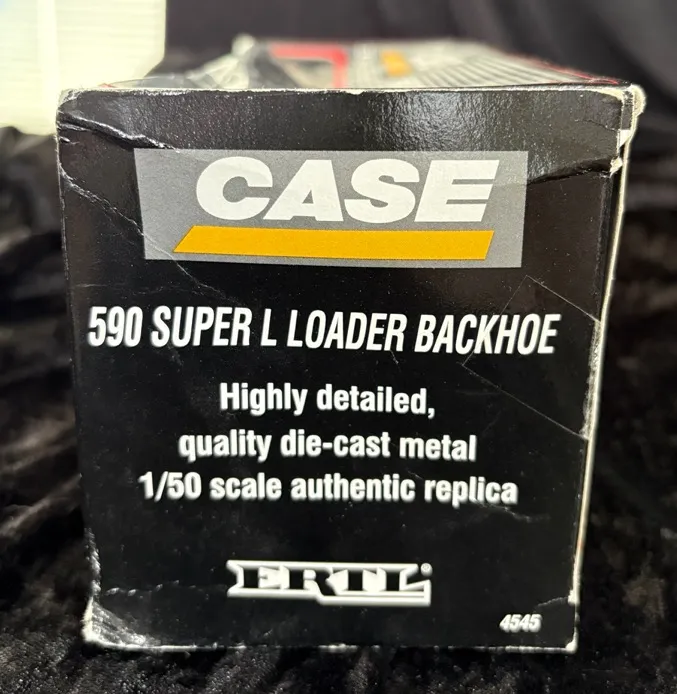 CASE
590 SUPER L LOADER BACKHOE
Highly detailed,
quality die-cast metal
1/50 scale authentic replica
ERTL®
4545